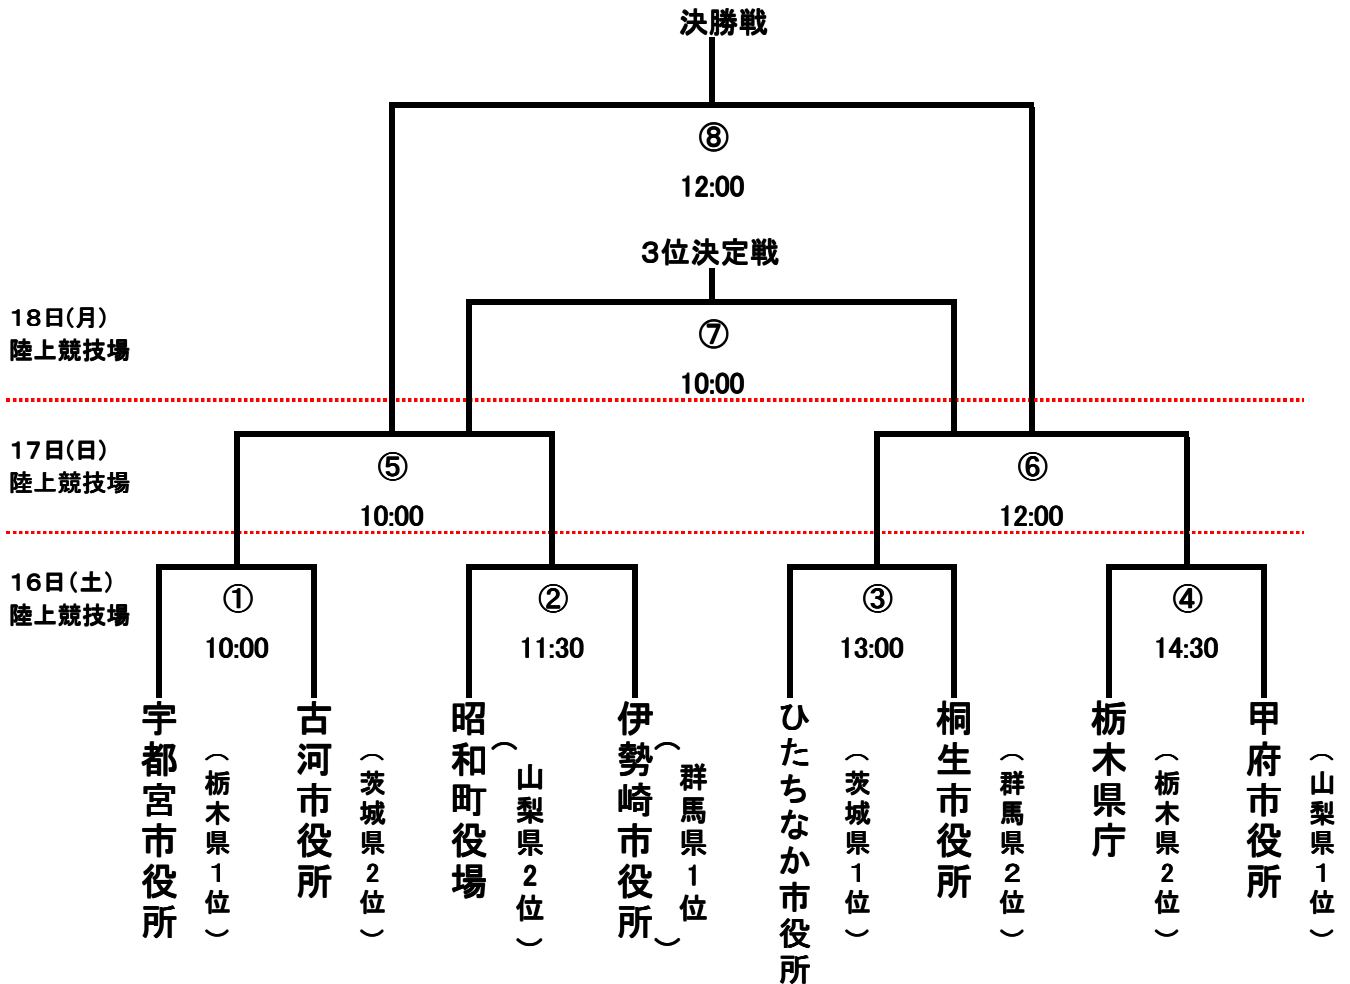 決勝戦
⑧
12:00
3位決定戦
⑦
10:00
18日(月)
陸上競技場
17日(日)
陸上競技場
⑤
10:00
⑥
12:00
16日(土)
陸上競技場
①
10:00
②
11:30
③
13:00
④
14:30
宇都宮市役所
(栃木県1位)
古河市役所
(茨城県2位)
昭和町役場
(山梨県2位)
伊勢崎市役所
(群馬県1位)
ひたちなか市役所
(茨城県1位)
桐生市役所
(群馬県2位)
栃木県庁
(栃木県2位)
甲府市役所
(山梨県1位)